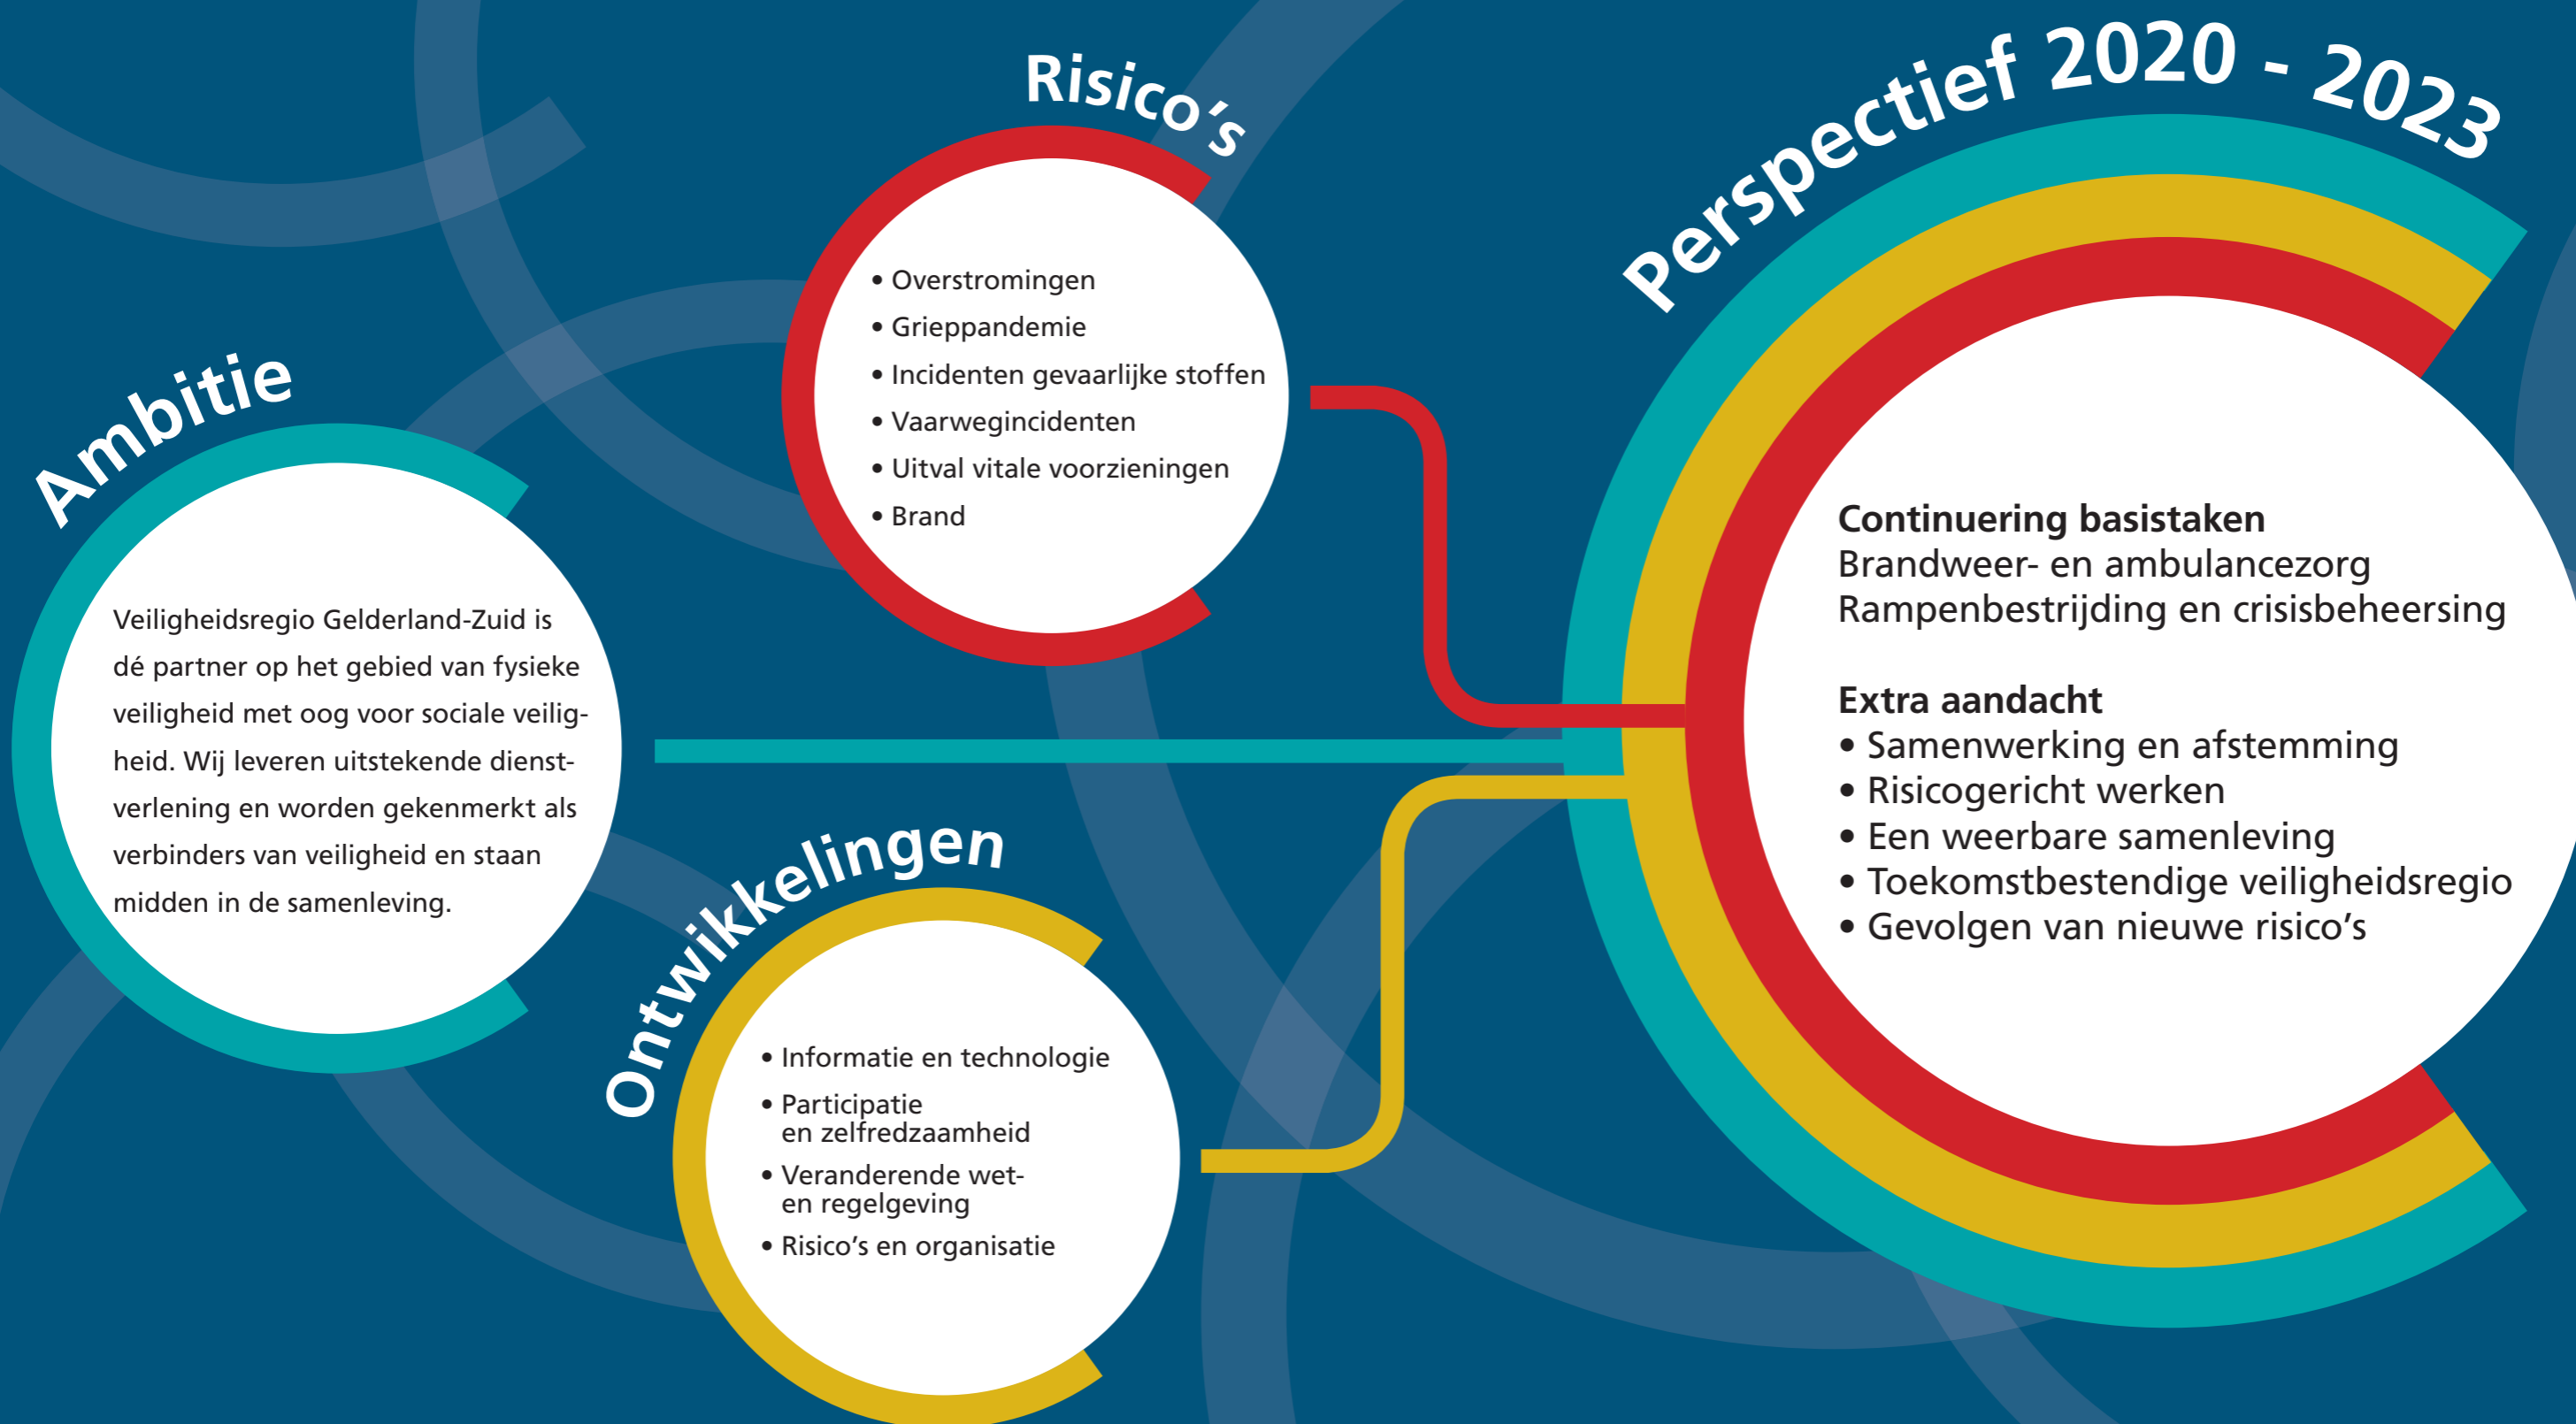 Ambitie
Veiligheidsregio Gelderland-Zuid is
dé partner op het gebied van fysieke
veiligheid met oog voor sociale veilig-
heid. Wij leveren uitstekende dienst-
verlening en worden gekenmerkt als
verbinders van veiligheid en staan
midden in de samenleving.
Risico's
• Overstromingen
• Grieppandemie
• Incidenten gevaarlijke stoffen
• Vaarwegincidenten
• Uitval vitale voorzieningen
• Brand
Ontwikkelingen
• Informatie en technologie
• Participatie
en zelfredzaamheid
• Veranderende wet-
en regelgeving
• Risico's en organisatie
Perspectief 2020 - 2023
Continuering basistaken
Brandweer- en ambulancezorg
Rampenbestrijding en crisisbeheersing
Extra aandacht
• Samenwerking en afstemming
• Risicogericht werken
• Een weerbare samenleving
• Toekomstbestendige veiligheidsregio
• Gevolgen van nieuwe risico's